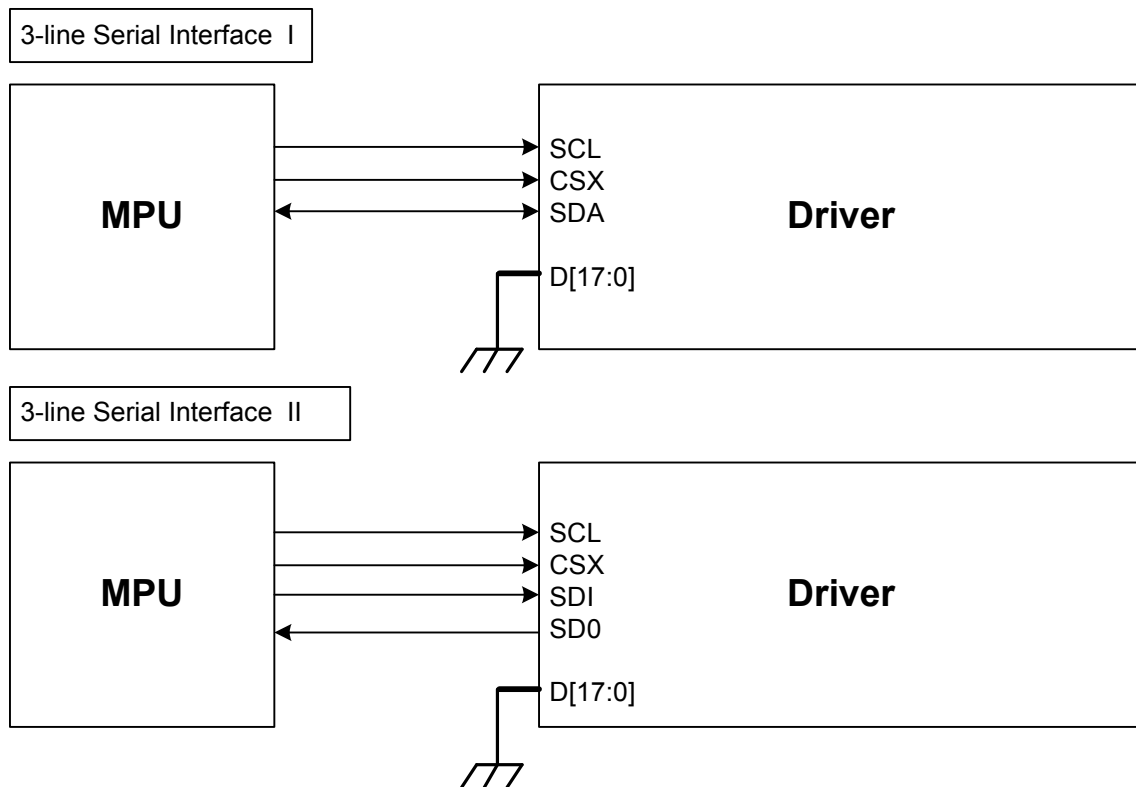 3-line Serial Interface I
MPU
SCL
CSX
SDA
D[17:0]
Driver
3-line Serial Interface II
MPU
SCL
CSX
SDI
SD0
D[17:0]
Driver